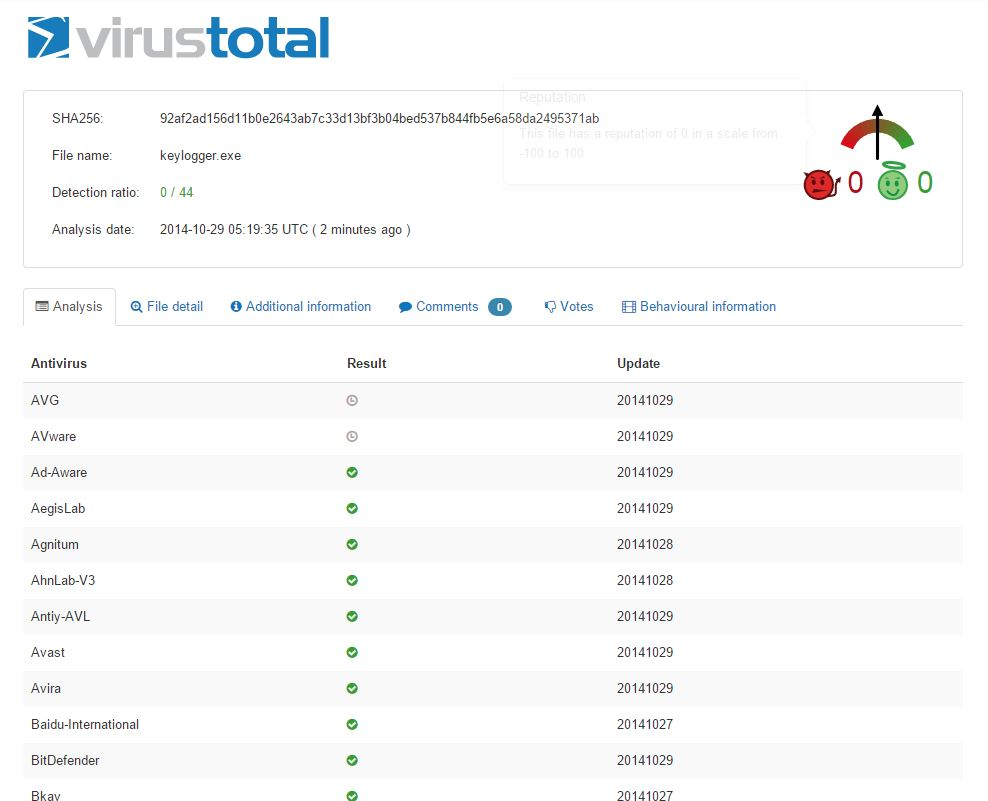 virustotal
SHA256: 92af2ad156d11b0e2643ab7c33d13bf3b04bed537b844fb5e6a58da2495371ab
Reputation
This file has a reputation of 0 in a scale from
-100 to 100
File name: keylogger.exe
Detection ratio: 0 / 44
Analysis date: 2014-10-29 05:19:35 UTC ( 2 minutes ago )
0 0
Analysis File detail Additional information Comments 0 Votes Behavioural information
Antivirus Result Update
AVG 20141029
AVware 20141029
Ad-Aware 20141029
AegisLab 20141029
Agnitum 20141028
AhnLab-V3 20141028
Antiy-AVL 20141029
Avast 20141029
Avira 20141029
Baidu-International 20141027
BitDefender 20141029
Bkav 20141027